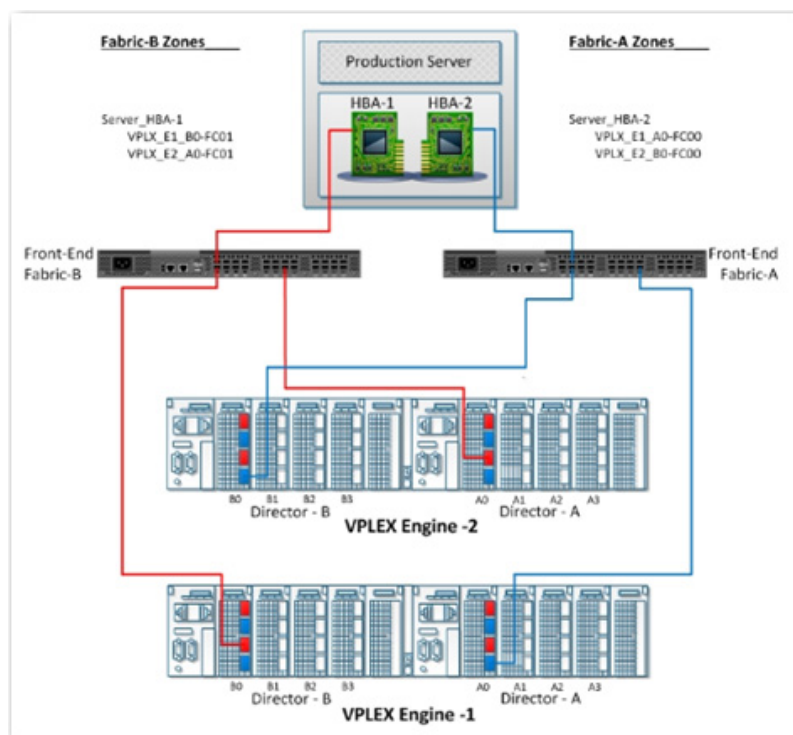 Fabric-B Zones____
Fabric-A Zones____
Production Server
HBA-1 HBA-2
Server_HBA-1
VPLX_E1_B0-FC01
VPLX_E2_A0-FC01
Server_HBA-2
VPLX_E1_A0-FC00
VPLX_E2_B0-FC00
Front-End
Fabric-B
Front-End
Fabric-A
B0 B1 B2 B3 A0 A1 A2 A3
Director - B Director - A
VPLEX Engine -2
B0 B1 B2 B3 A0 A1 A2 A3
Director - B Director - A
VPLEX Engine -1